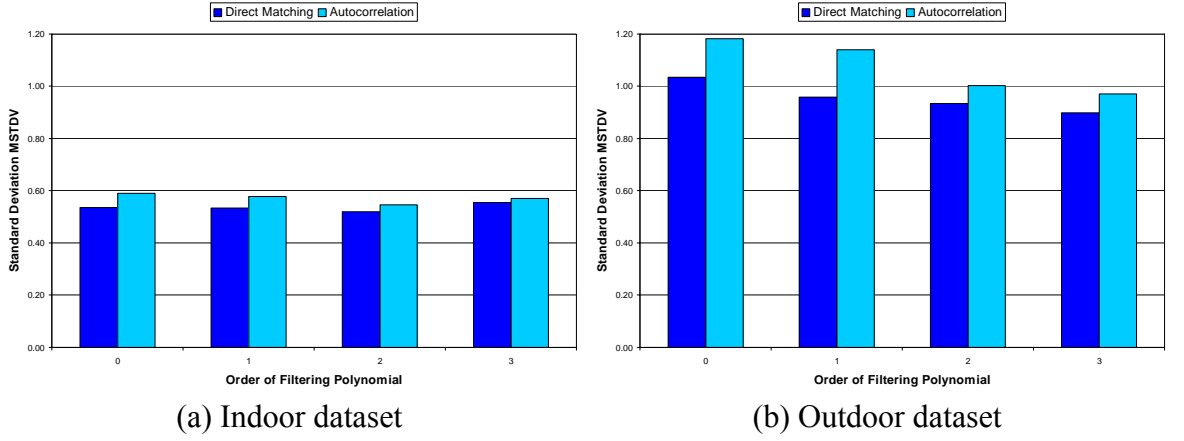 Direct Matching Autocorrelation
1.20
1.00
0.80
0.60
0.40
0.20
0.00
Standard Deviation MSTDV
0 1 2 3
Order of Filtering Polynomial
(a) Indoor dataset
Direct Matching Autocorrelation
1.20
1.00
0.80
0.60
0.40
0.20
0.00
Standard Deviation MSTDV
0 1 2 3
Order of Filtering Polynomial
(b) Outdoor dataset